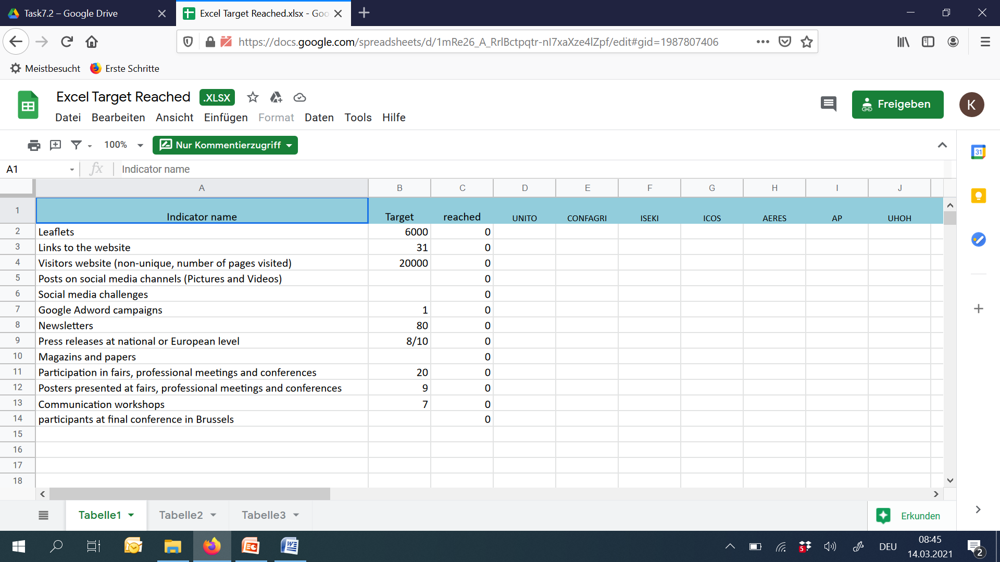 Task7.2 – Google Drive
Excel Target Reached.xlsx - Goo
https://docs.google.com/spreadsheets/d/1mRe26_A_RrlBctpqtr-nI7xaXze4lZpf/edit#gid=1987807406
Meistbesucht Erste Schritte
Excel Target Reached .XLSX
Freigeben K
Datei Bearbeiten Ansicht Einfügen Format Daten Tools Hilfe
100% Nur Kommentierzugriff
31
A1 fx Indicator name
A B C D E F G H I J
1 Indicator name Target reached UNITO CONFAGRI ISEKI ICOS AERES AP UHOH
2 Leaflets 6000 0
3 Links to the website 31 0
4 Visitors website (non-unique, number of pages visited) 20000 0
5 Posts on social media channels (Pictures and Videos) 0
6 Social media challenges 0
7 Google Adword campaigns 1 0
8 Newsletters 80 0
9 Press releases at national or European level 8/10 0
10 Magazins and papers 0
11 Participation in fairs, professional meetings and conferences 20 0
12 Posters presented at fairs, professional meetings and conferences 9 0
13 Communication workshops 7 0
14 participants at final conference in Brussels 0
15
16
17
18
Tabelle1 Tabelle2 Tabelle3 Erkunden
5 DEU 08:45
14.03.2021 2